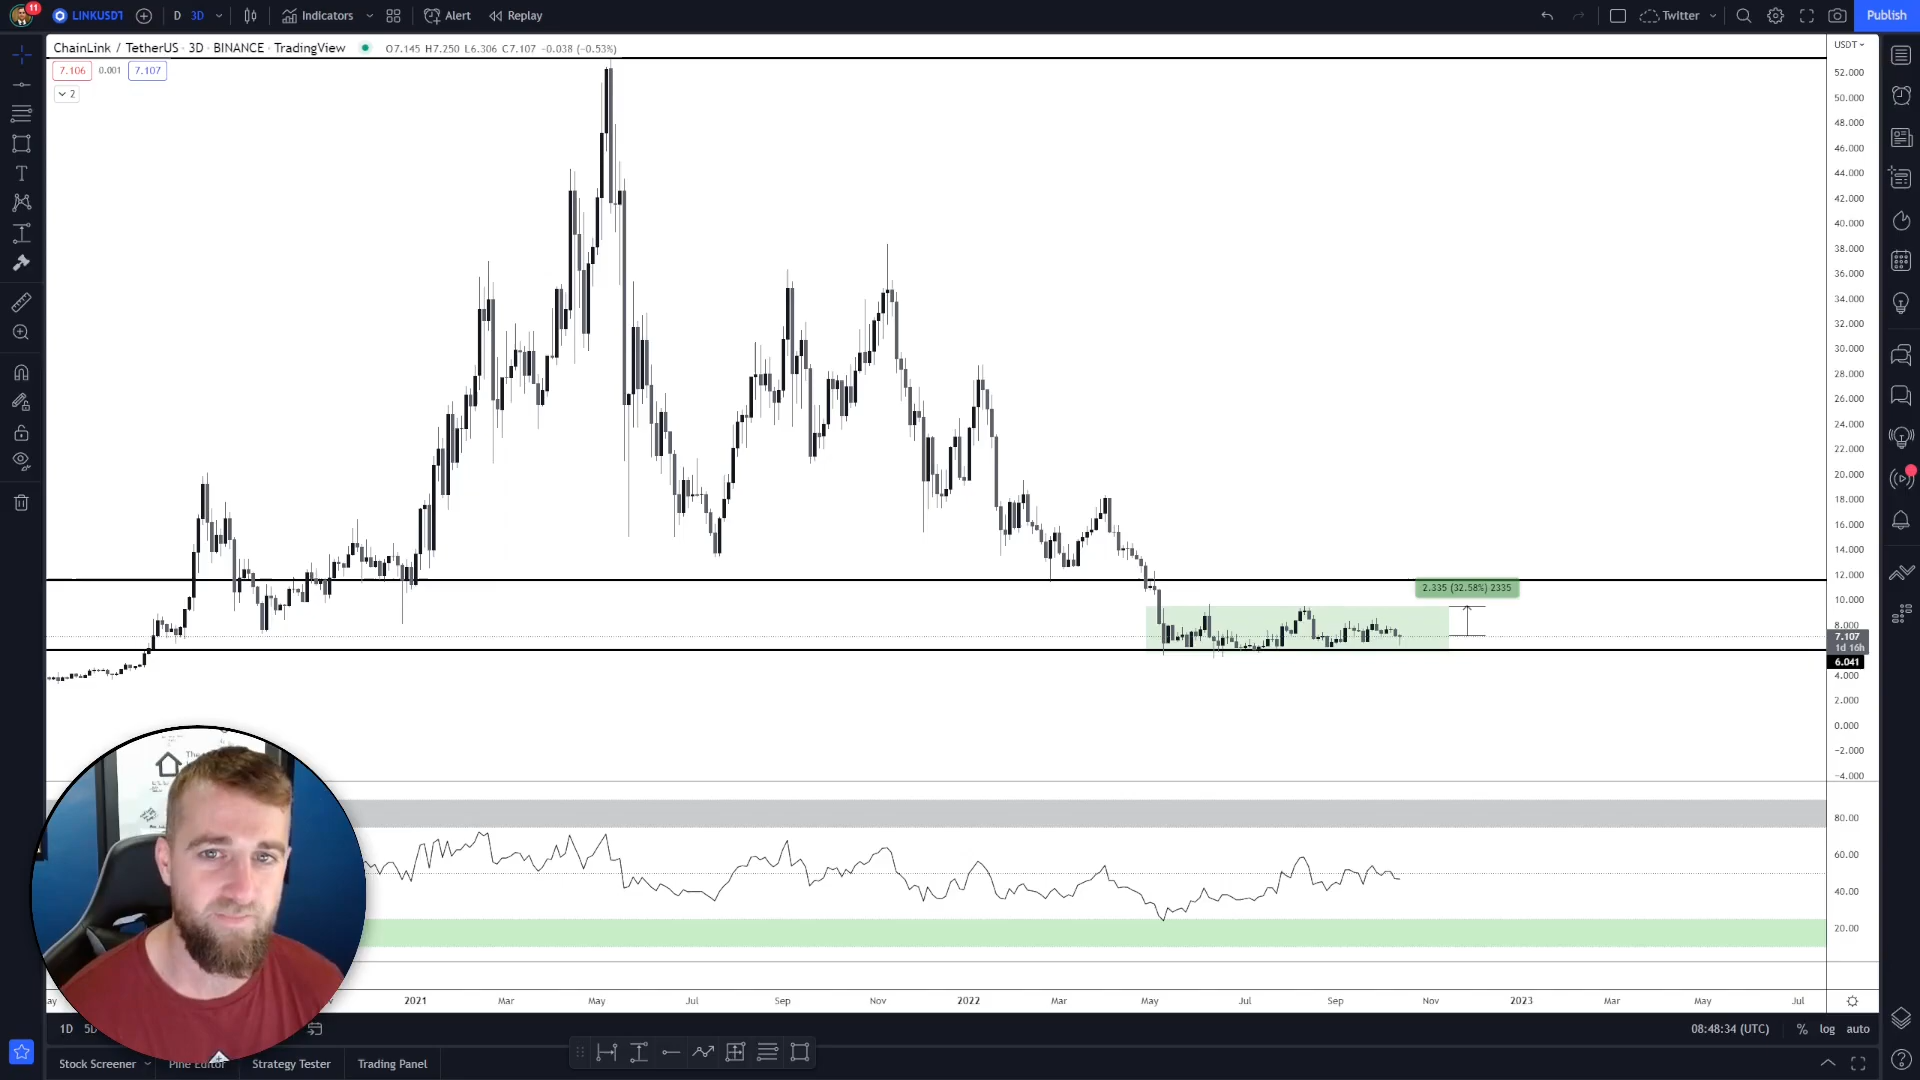 11
LINKUSDT
D 3D
Indicators
Alert
Replay
Twitter
Publish
ChainLink / TetherUS · 3D · BINANCE · TradingView
O7.145 H7.250 L6.306 C7.107 -0.038 (-0.53%)
USDT
7.106 0.001 7.107
2
52.000
50.000
48.000
46.000
44.000
42.000
40.000
38.000
36.000
34.000
32.000
30.000
28.000
26.000
24.000
22.000
20.000
18.000
16.000
14.000
12.000
2.335 (32.58%) 2335
10.000
8.000
7.107
1d 16h
6.041
4.000
2.000
0.000
-2.000
-4.000
80.00
60.00
40.00
20.00
2021 Mar May Jul Sep Nov 2022 Mar May Jul Sep Nov 2023 Mar May Jul
1D
08:48:34 (UTC) % log auto
Stock Screener Pine Editor Strategy Tester Trading Panel